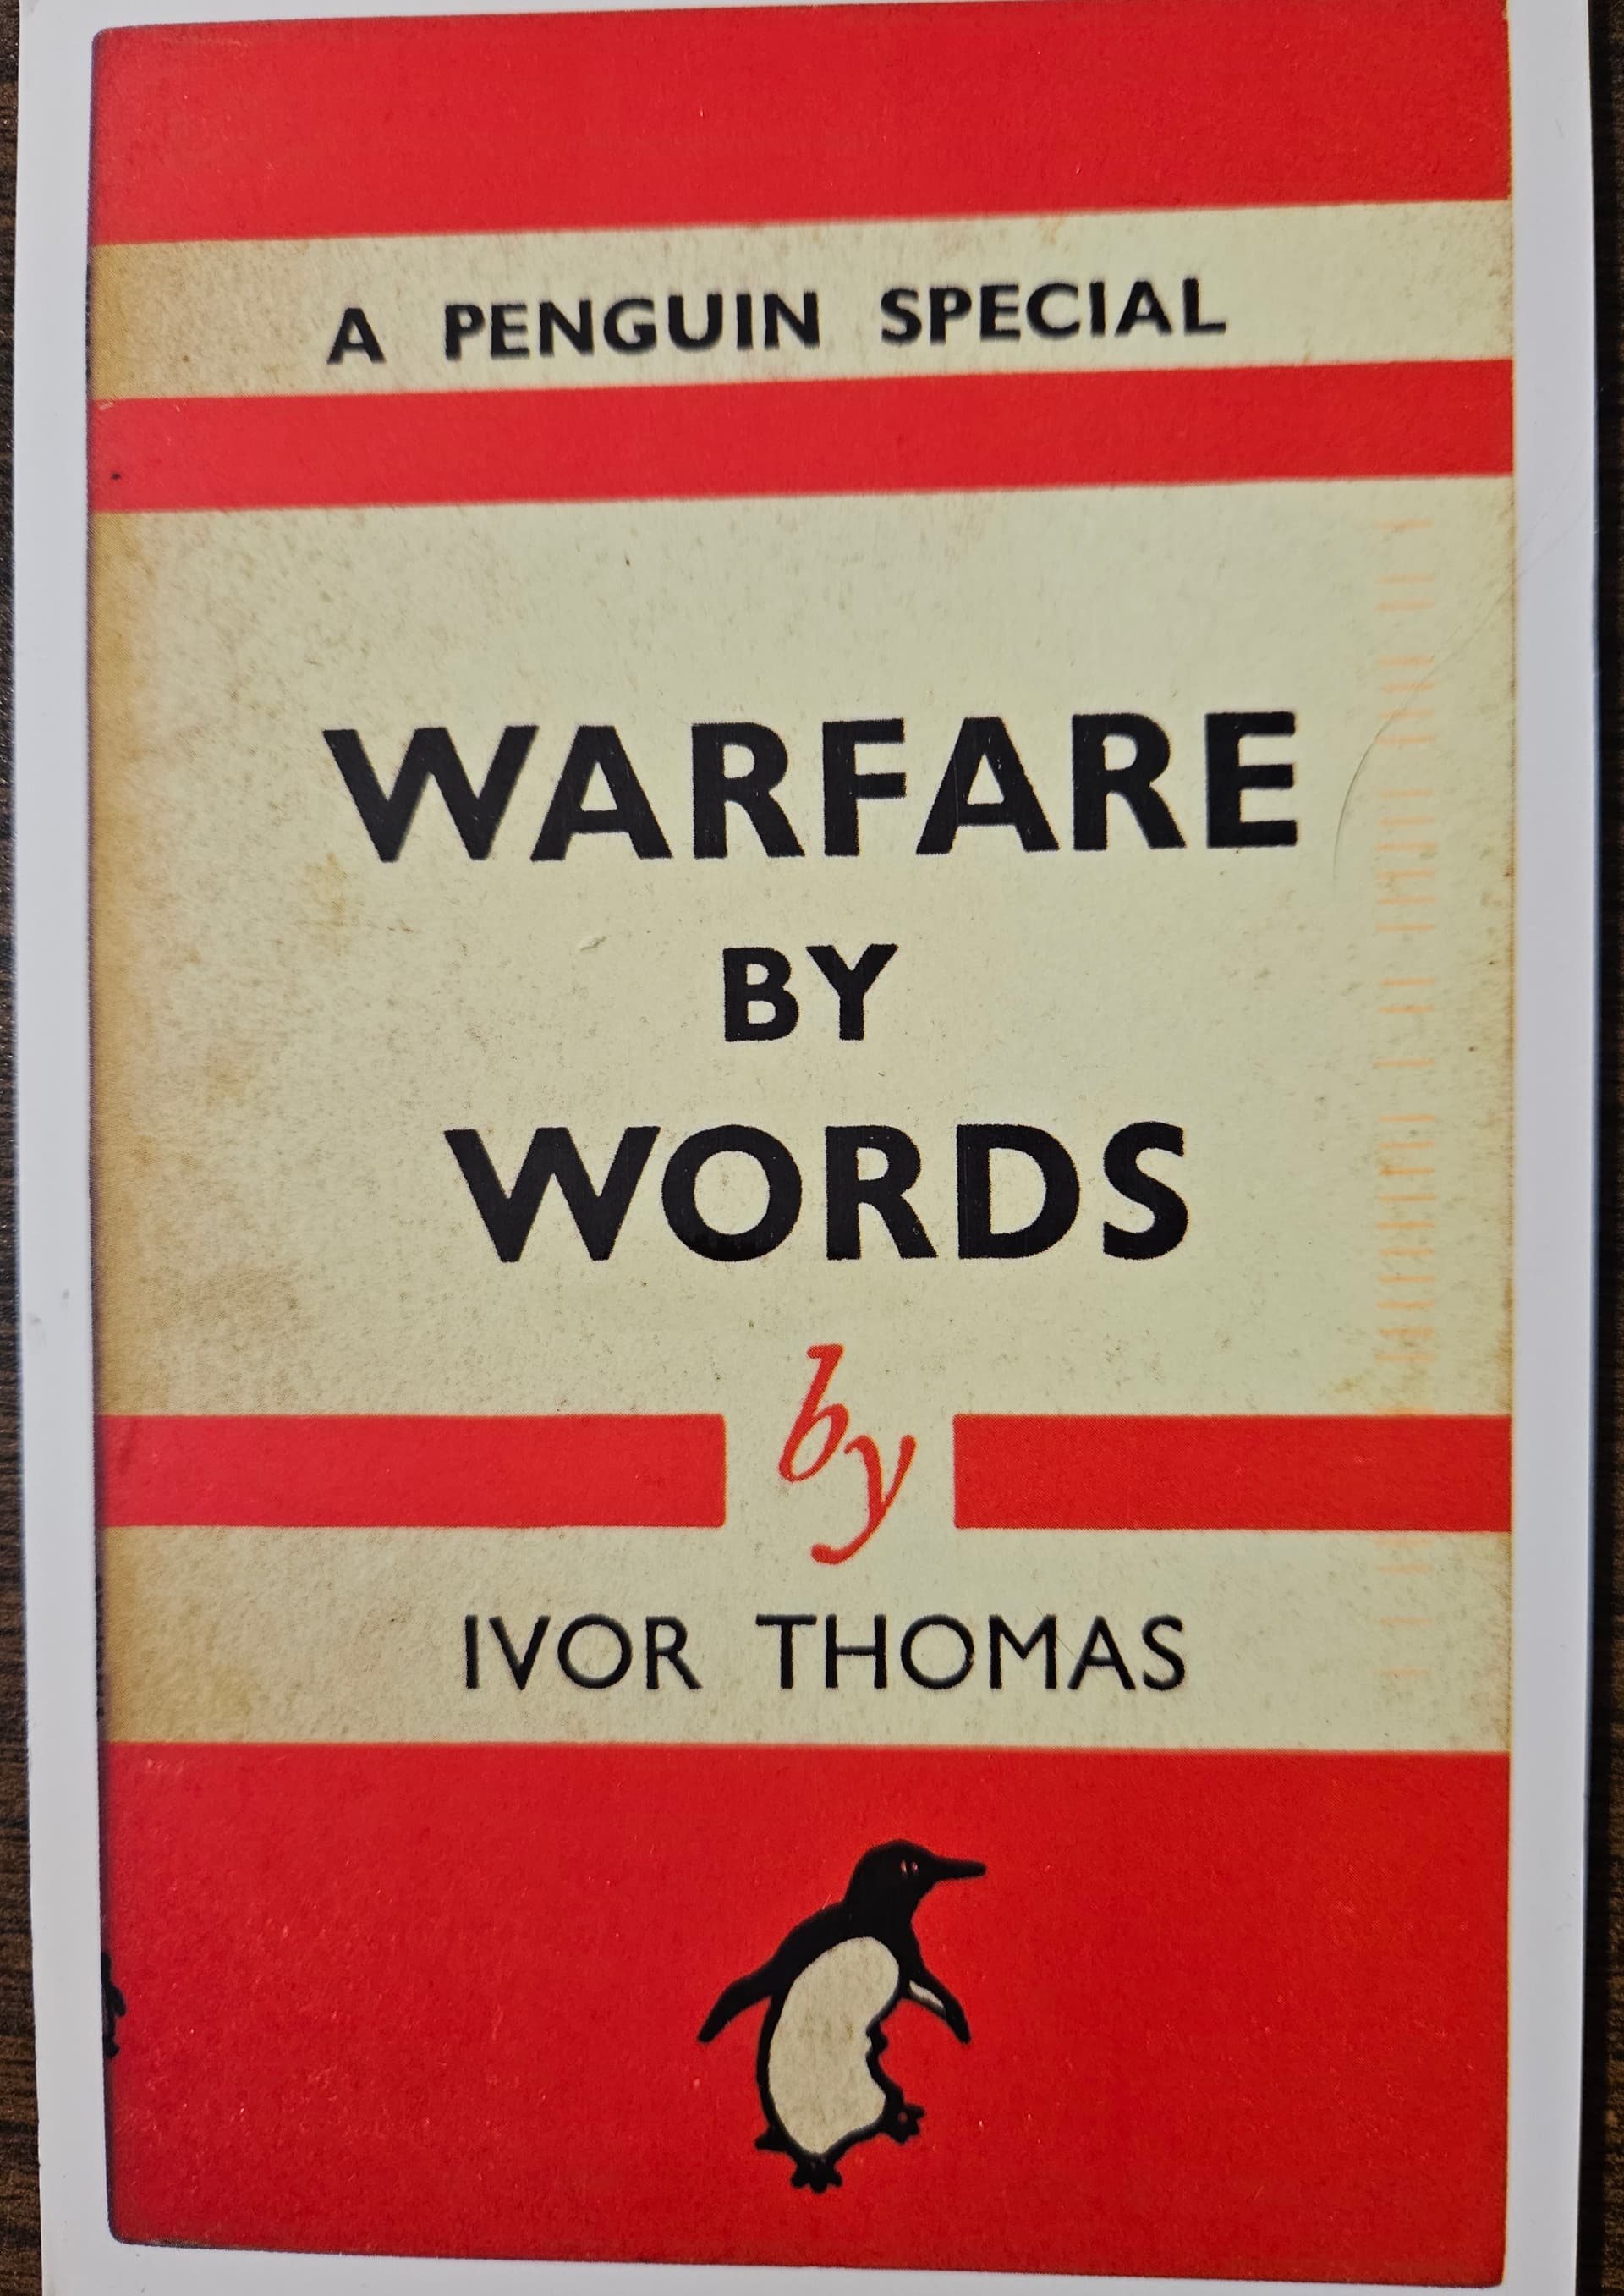 A PENGUIN SPECIAL
WARFARE
BY
WORDS
by
IVOR THOMAS